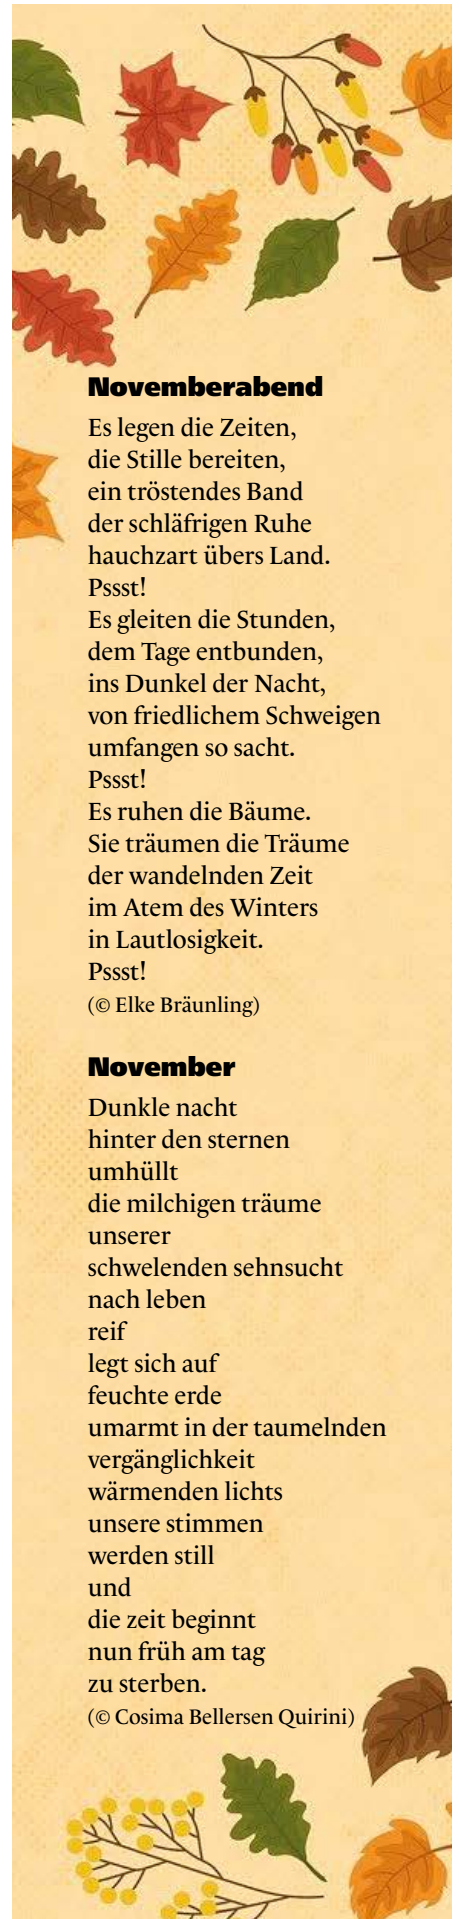 Novemberabend
Es legen die Zeiten,
die Stille bereiten,
ein tröstendes Band
der schläfrigen Ruhe
hauchzart übers Land.
Pssst!
Es gleiten die Stunden,
dem Tage entbunden,
ins Dunkel der Nacht,
von friedlichem Schweigen
umfangen so sacht.
Pssst!
Es ruhen die Bäume.
Sie träumen die Träume
der wandelnden Zeit
im Atem des Winters
in Lautlosigkeit.
Pssst!
(© Elke Bräunling)
November
Dunkle nacht
hinter den sternen
umhüllt
die milchigen träume
unserer
schwelenden sehnsucht
nach leben
reif
legt sich auf
feuchte erde
umarmt in der taumelnden
vergänglichkeit
wärmenden lichts
unsere stimmen
werden still
und
die zeit beginnt
nun früh am tag
zu sterben.
(© Cosima Bellersen Quirini)